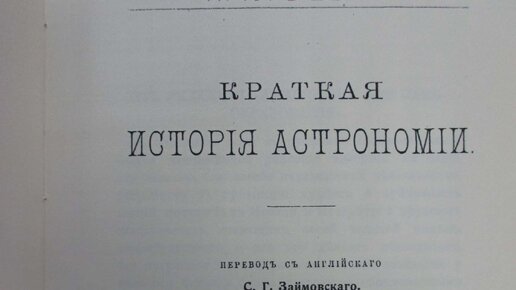 КРАТКАЯ
ИСТОРІЯ АСТРОНОМІИ.
ПЕРЕВОДЪ СЪ АНГЛІЙСКАГО
С. Г. Займовскаго.